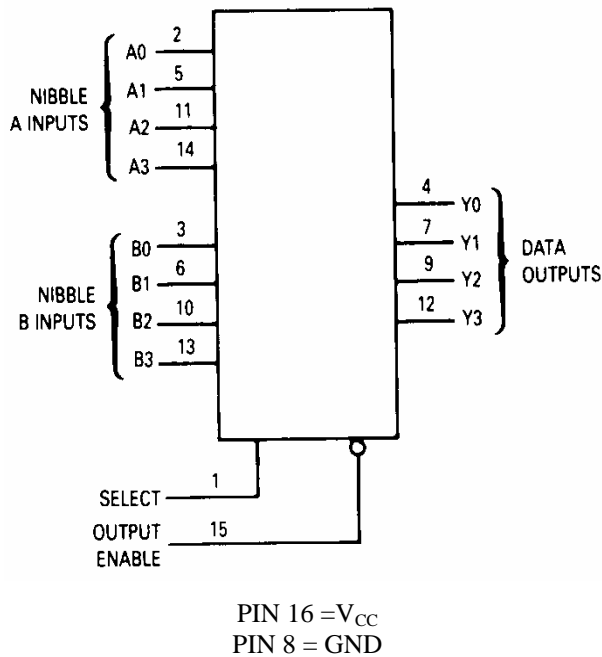 NIBBLE
A INPUTS
A0 2
A1 5
A2 11
A3 14
NIBBLE
B INPUTS
B0 3
B1 6
B2 10
B3 13
4 Y0
7 Y1
9 Y2
12 Y3
DATA
OUTPUTS
SELECT 1
OUTPUT
ENABLE 15
PIN 16 =VCC
PIN 8 = GND